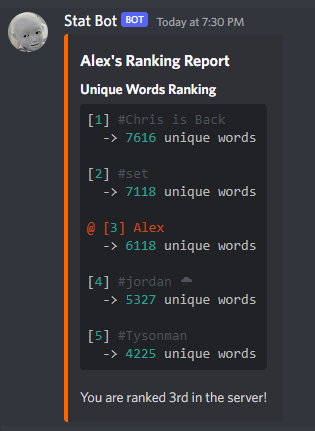 Stat Bot BOT Today at 7:30 PM
Alex's Ranking Report
Unique Words Ranking
[1] #Chris is Back
-> 7616 unique words
[2] #set
-> 7118 unique words
@ [3] Alex
-> 6118 unique words
[4] #jordan 🌧
-> 5327 unique words
[5] #Tysonman
-> 4225 unique words
You are ranked 3rd in the server!